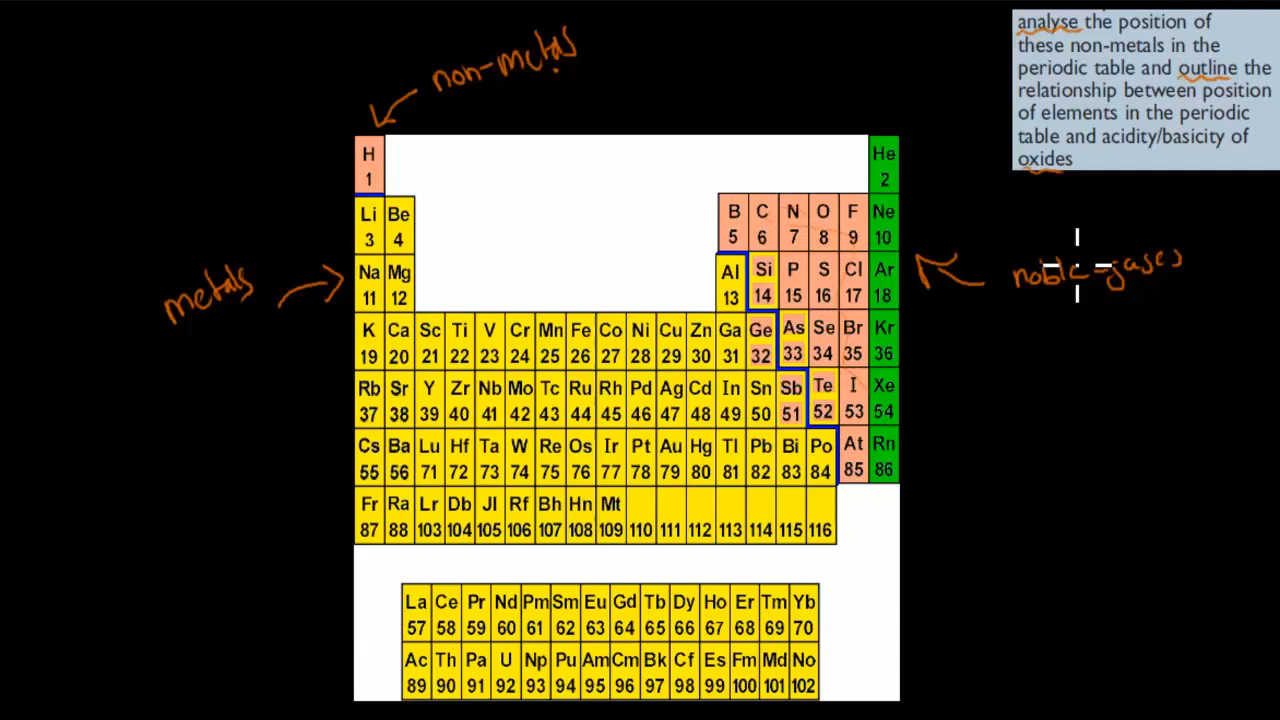 analyse the position of
these non-metals in the
periodic table and outline the
relationship between position
of elements in the periodic
table and acidity/basicity of
oxides
non-metals
metals
noble-gases
H He
1 2
Li Be B C N O F Ne
3 4 5 6 7 8 9 10
Na Mg Al Si P S Cl Ar
11 12 13 14 15 16 17 18
K Ca Sc Ti V Cr Mn Fe Co Ni Cu Zn Ga Ge As Se Br Kr
19 20 21 22 23 24 25 26 27 28 29 30 31 32 33 34 35 36
Rb Sr Y Zr Nb Mo Tc Ru Rh Pd Ag Cd In Sn Sb Te I Xe
37 38 39 40 41 42 43 44 45 46 47 48 49 50 51 52 53 54
Cs Ba Lu Hf Ta W Re Os Ir Pt Au Hg Tl Pb Bi Po At Rn
55 56 71 72 73 74 75 76 77 78 79 80 81 82 83 84 85 86
Fr Ra Lr Db Jl Rf Bh Hn Mt
87 88 103 104 105 106 107 108 109 110 111 112 113 114 115 116
La Ce Pr Nd Pm Sm Eu Gd Tb Dy Ho Er Tm Yb
57 58 59 60 61 62 63 64 65 66 67 68 69 70
Ac Th Pa U Np Pu Am Cm Bk Cf Es Fm Md No
89 90 91 92 93 94 95 96 97 98 99 100 101 102